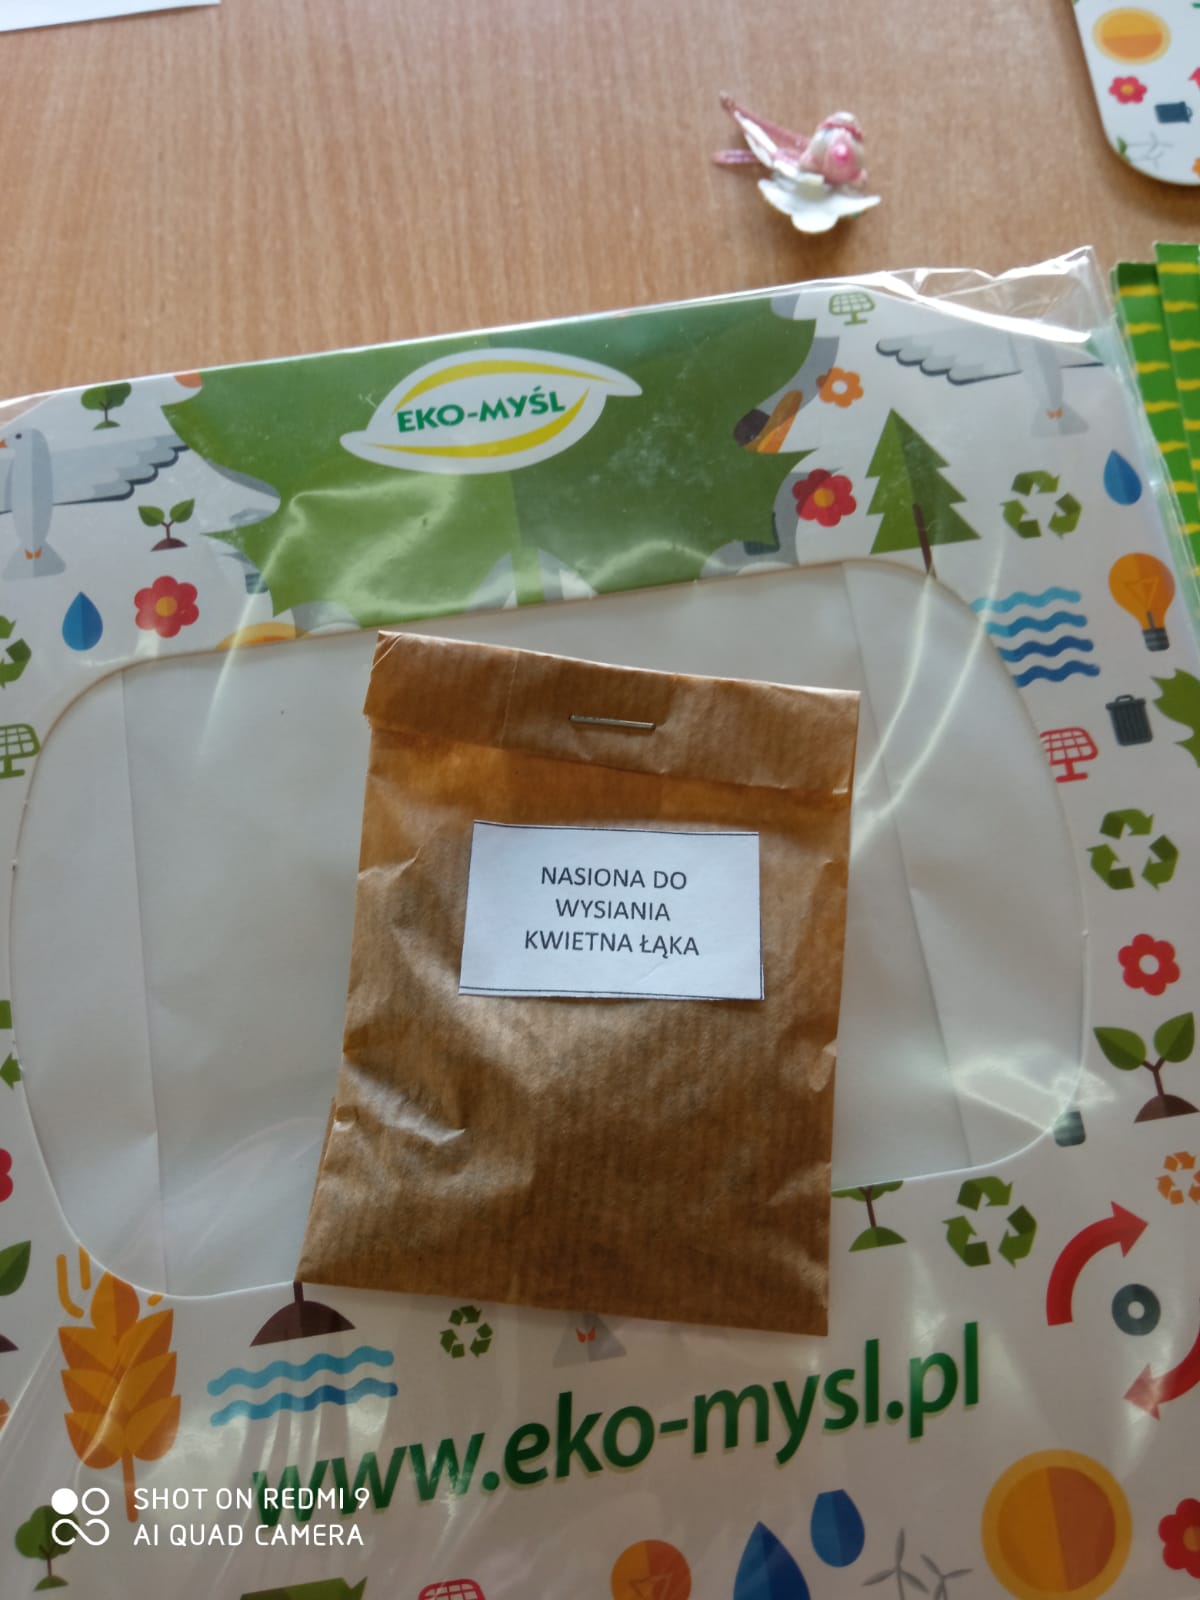 EKO-MYŚL
NASIONA DO
WYSIANIA
KWIETNA ŁĄKA
www.eko-mysl.pl
SHOT ON REDMI 9
AI QUAD CAMERA